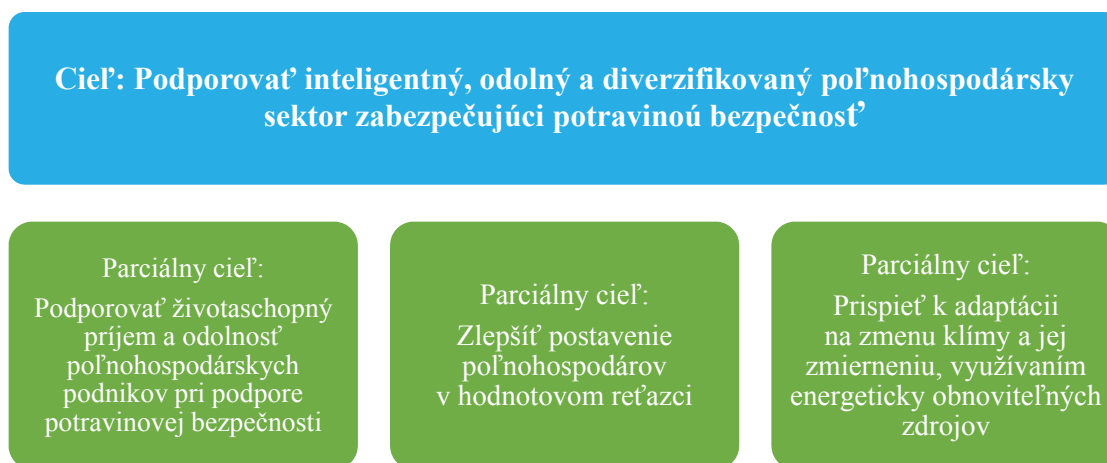 Cieľ: Podporovať inteligentný, odolný a diverzifikovaný poľnohospodársky
sektor zabezpečujúci potravinoú bezpečnosť
Parciálny cieľ:
Podporovať životaschopný
príjem a odolnosť
poľnohospodárskych
podnikov pri podpore
potravinovej bezpečnosti
Parciálny cieľ:
Zlepšíť postavenie
poľnohospodárov
v hodnotovom reťazci
Parciálny cieľ:
Prispieť k adaptácii
na zmenu klímy a jej
zmierneniu, využívaním
energeticky obnoviteľných
zdrojov